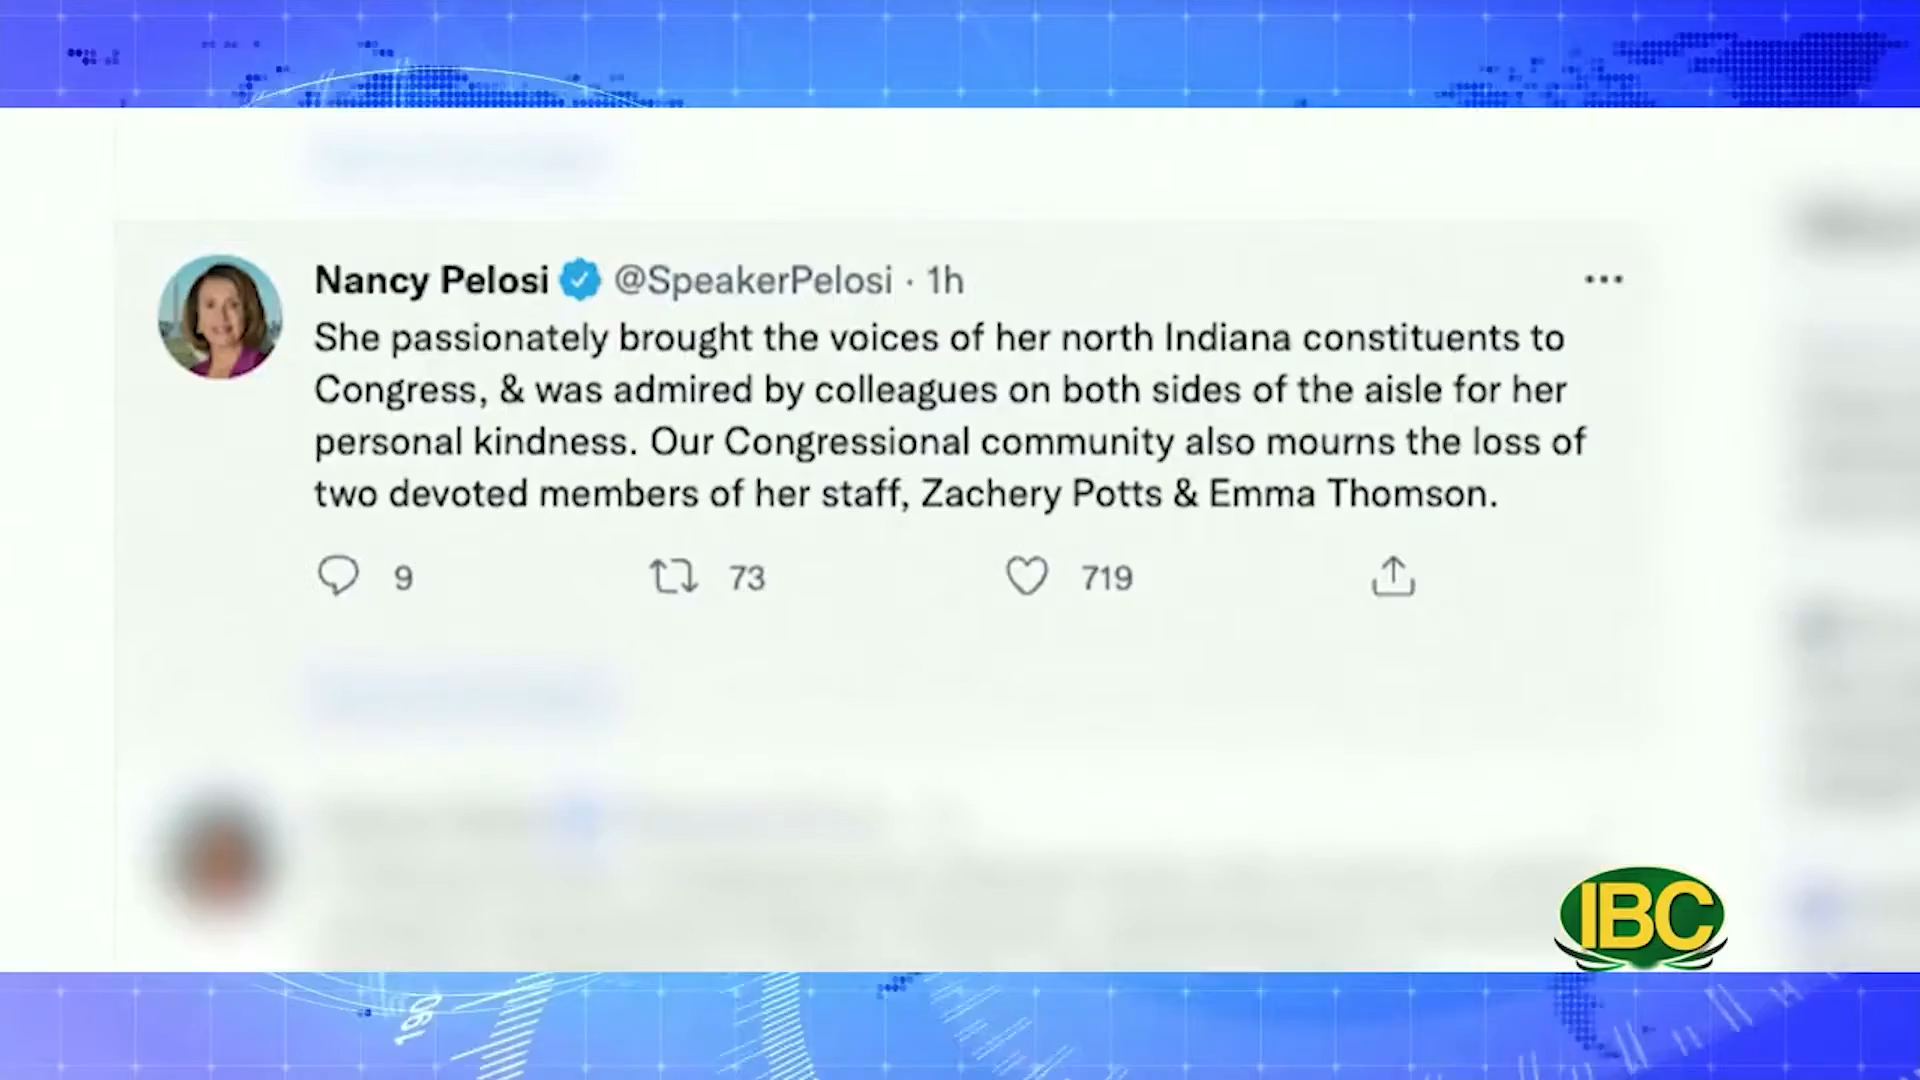 Nancy Pelosi @SpeakerPelosi · 1h
She passionately brought the voices of her north Indiana constituents to
Congress, & was admired by colleagues on both sides of the aisle for her
personal kindness. Our Congressional community also mourns the loss of
two devoted members of her staff, Zachery Potts & Emma Thomson.
9 73 719
IBC
190